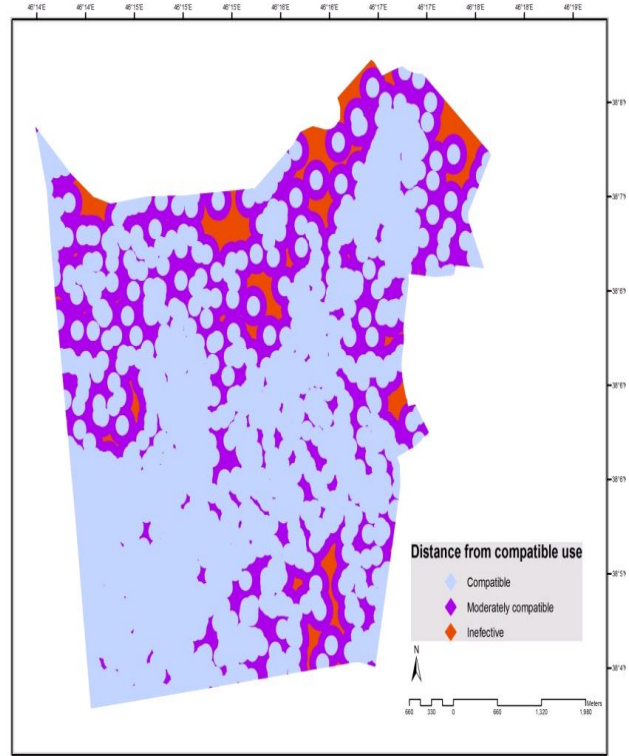 46°14'E 46°14'E 46°15'E 46°15'E 46°15'E 46°16'E 46°16'E 46°17'E 46°17'E 46°18'E 46°18'E 46°19'E
38°8'N
38°7'N
38°6'N
38°6'N
38°6'N
38°5'N
38°4'N
Distance from compatible use
Compatible
Moderately compatible
Inefective
N
Meters
660 330 0 660 1,320 1,980